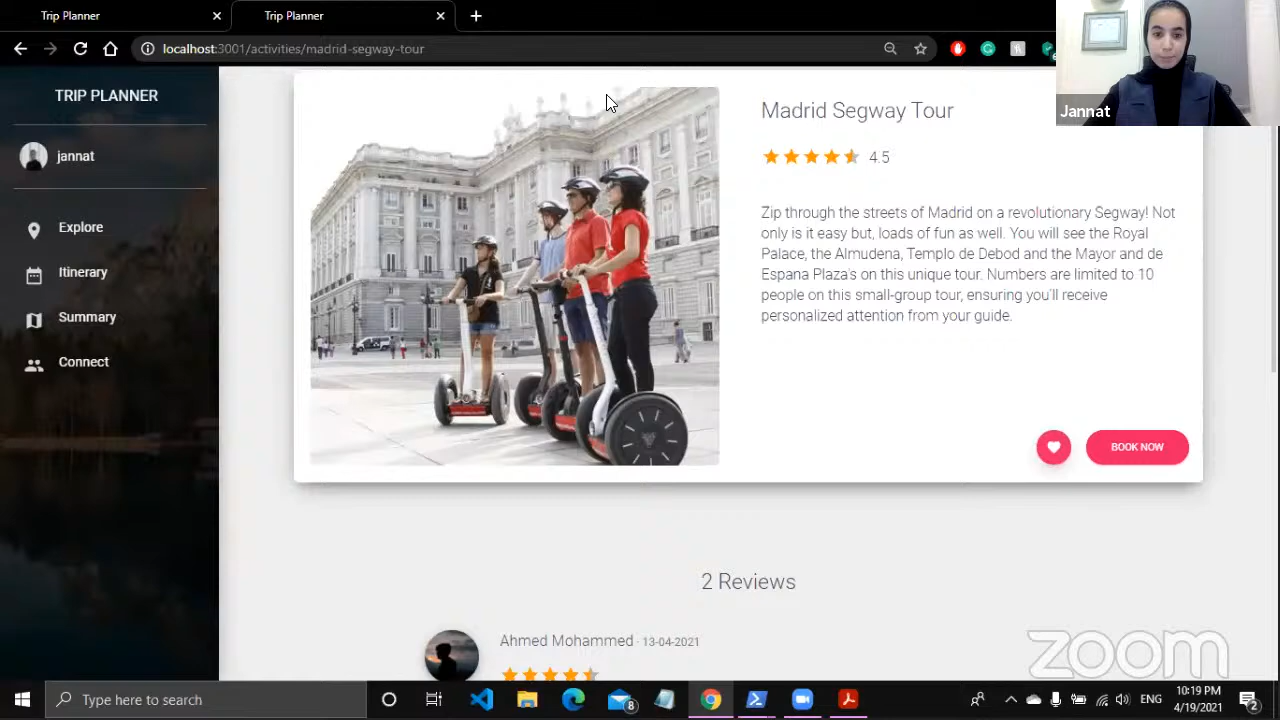 Trip Planner
Trip Planner
localhost:3001/activities/madrid-segway-tour
TRIP PLANNER
jannat
Explore
Itinerary
Summary
Connect
Madrid Segway Tour
4.5
Zip through the streets of Madrid on a revolutionary Segway! Not
only is it easy but, loads of fun as well. You will see the Royal
Palace, the Almudena, Templo de Debod and the Mayor and de
Espana Plaza's on this unique tour. Numbers are limited to 10
people on this small-group tour, ensuring you'll receive
personalized attention from your guide.
BOOK NOW
2 Reviews
Ahmed Mohammed · 13-04-2021
Jannat
zoom
Type here to search
8
ENG
10:19 PM
4/19/2021
2